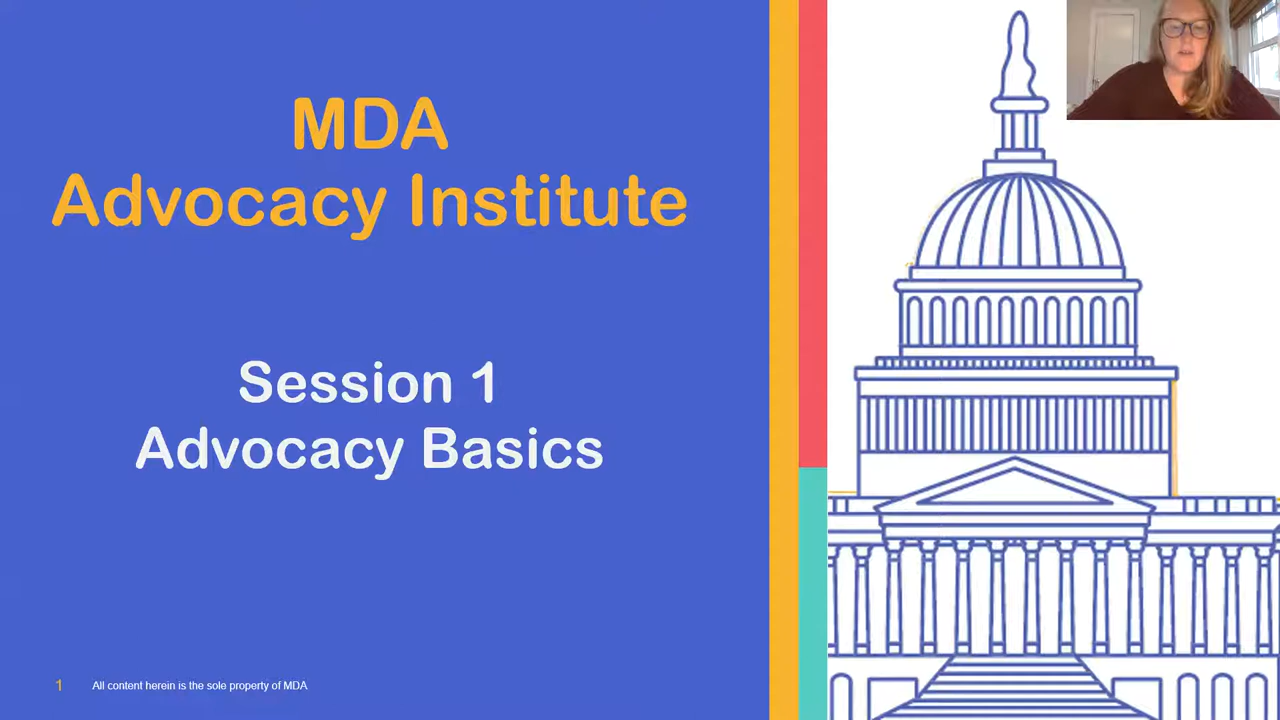 MDA
Advocacy Institute
Session 1
Advocacy Basics
1 All content herein is the sole property of MDA